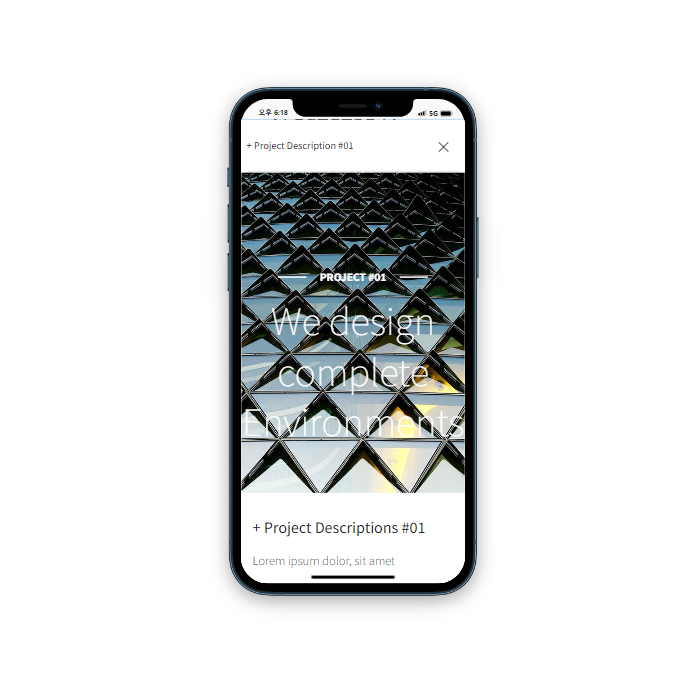 오후 6:18
5G
+ Project Description #01
PROJECT #01
We design
complete
Environments
+ Project Descriptions #01
Lorem ipsum dolor, sit amet